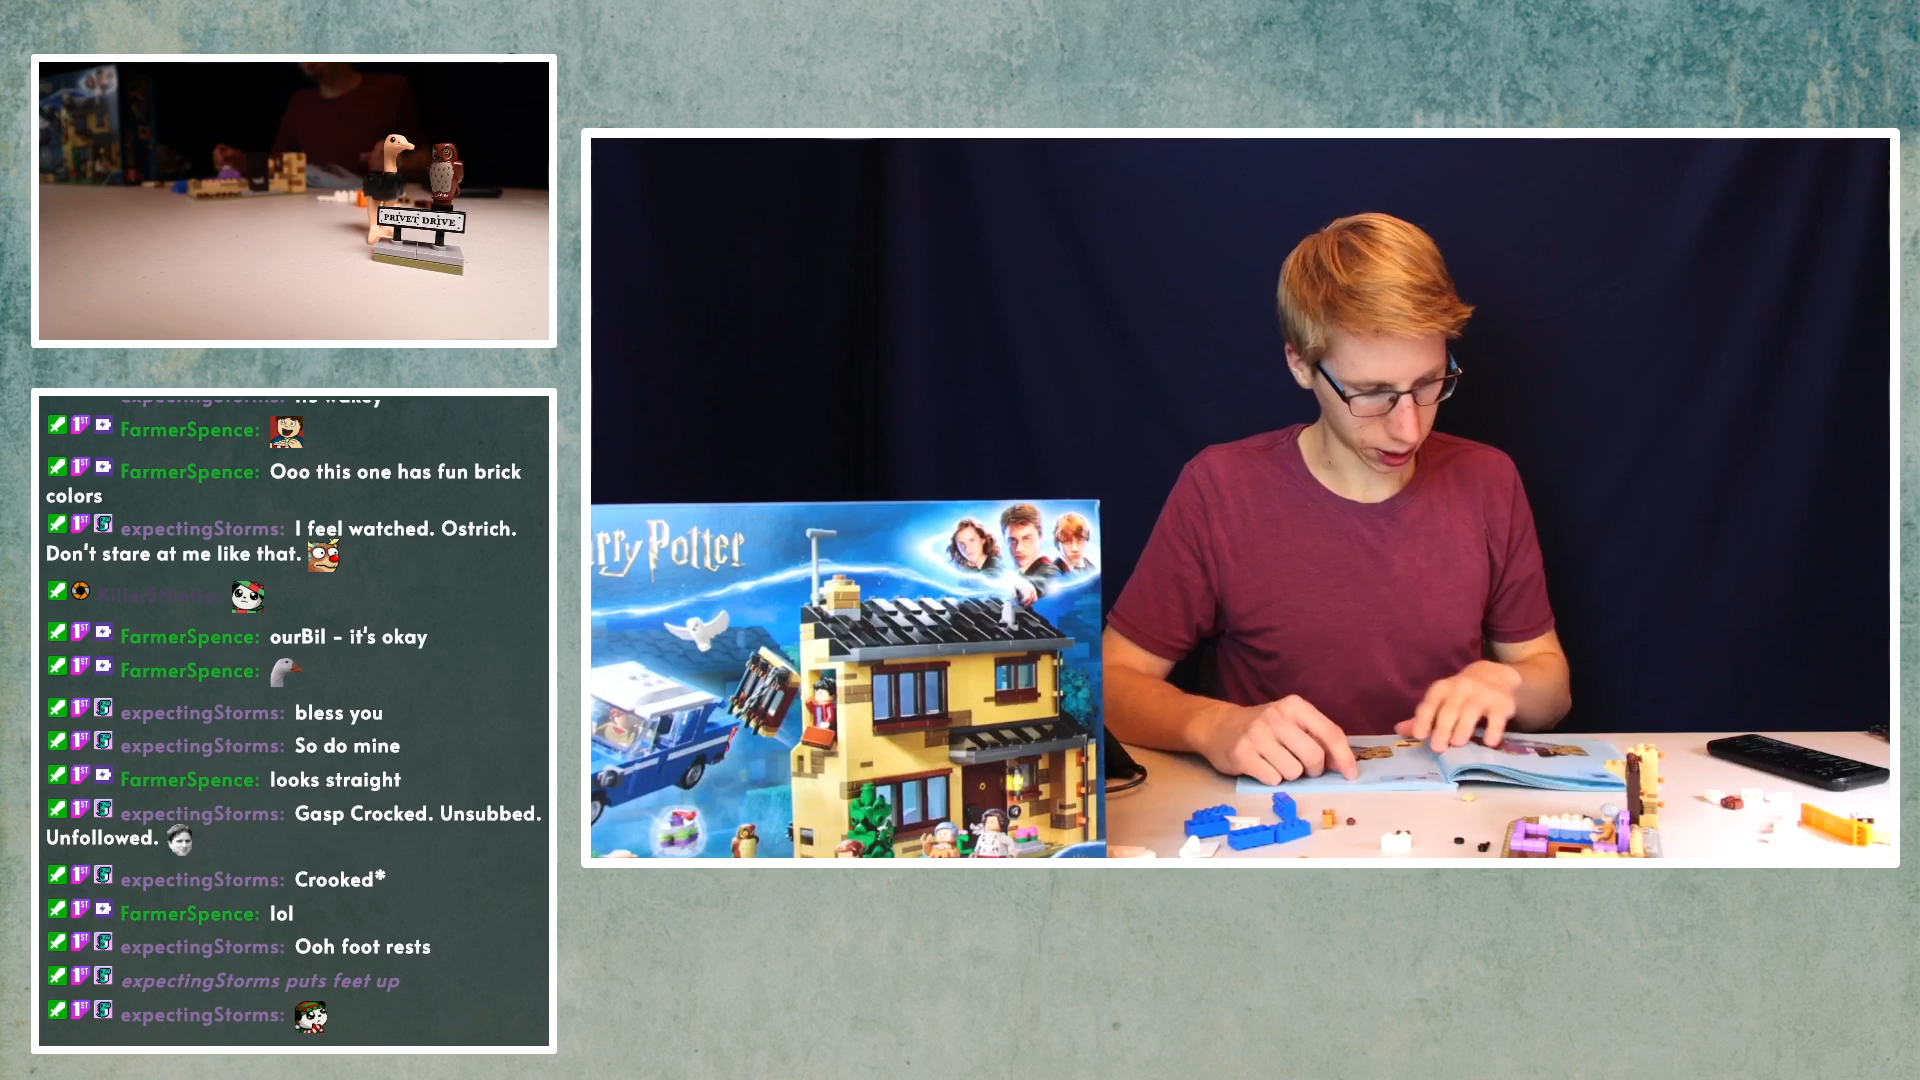 PRIVET DRIVE
FarmerSpence:
FarmerSpence: Ooo this one has fun brick
colors
expectingStorms: I feel watched. Ostrich.
Don't stare at me like that.
FarmerSpence: ourBil - it's okay
FarmerSpence:
expectingStorms: bless you
expectingStorms: So do mine
FarmerSpence: looks straight
expectingStorms: Gasp Crocked. Unsubbed.
Unfollowed.
expectingStorms: Crooked*
FarmerSpence: lol
expectingStorms: Ooh foot rests
expectingStorms puts feet up
expectingStorms:
rry Potter